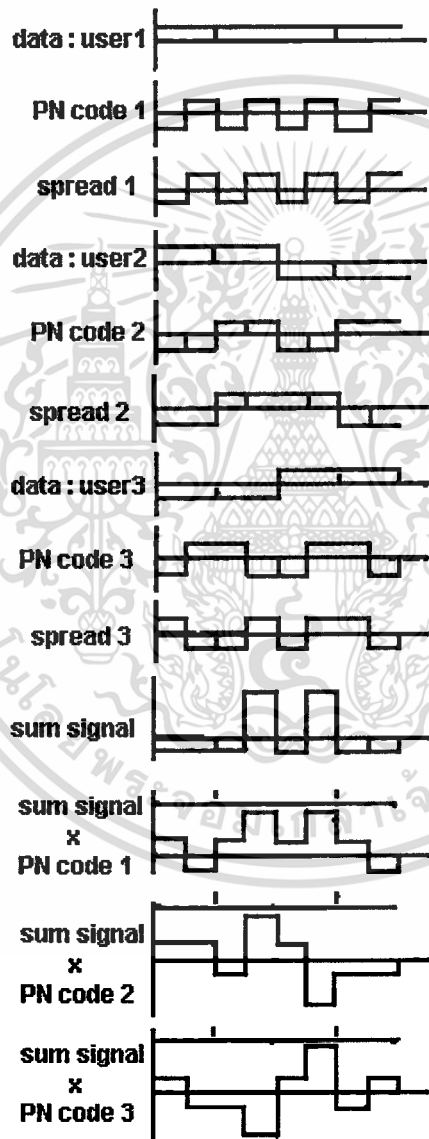 data : user1
PN code 1
spread 1
data : user2
PN code 2
spread 2
data : user3
PN code 3
spread 3
sum signal
sum signal
x
PN code 1
sum signal
x
PN code 2
sum signal
x
PN code 3